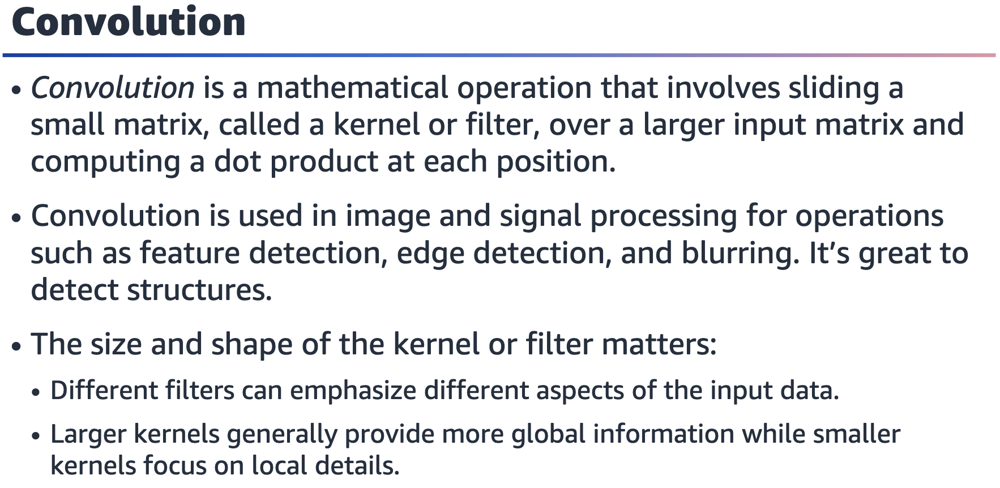 Convolution
• Convolution is a mathematical operation that involves sliding a
small matrix, called a kernel or filter, over a larger input matrix and
computing a dot product at each position.
• Convolution is used in image and signal processing for operations
such as feature detection, edge detection, and blurring. It’s great to
detect structures.
• The size and shape of the kernel or filter matters:
• Different filters can emphasize different aspects of the input data.
• Larger kernels generally provide more global information while smaller
kernels focus on local details.